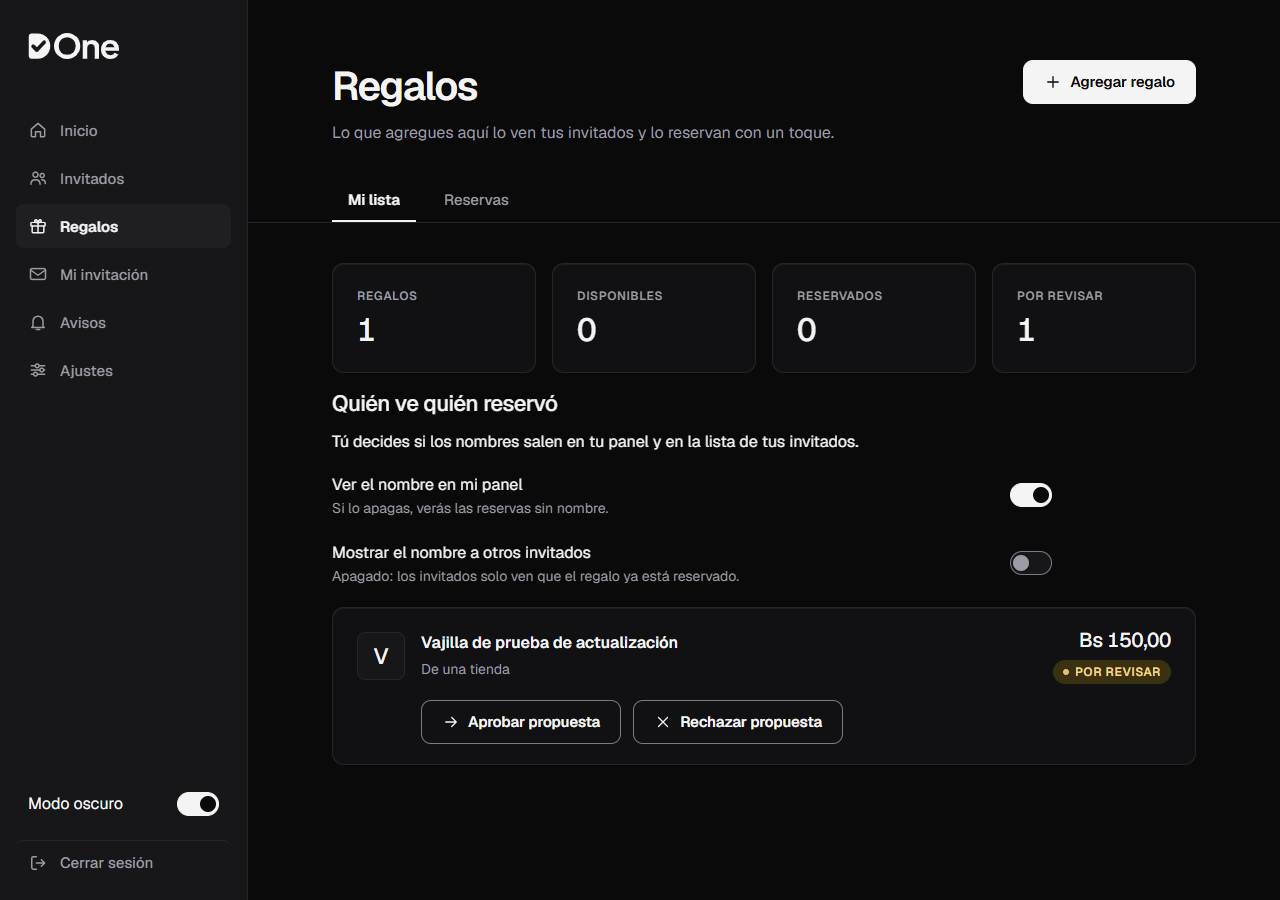 DOne
Inicio
Invitados
Regalos
Mi invitación
Avisos
Ajustes
Modo oscuro
Cerrar sesión
Regalos
Agregar regalo
Lo que agregues aquí lo ven tus invitados y lo reservan con un toque.
Mi lista
Reservas
REGALOS
1
DISPONIBLES
0
RESERVADOS
0
POR REVISAR
1
Quién ve quién reservó
Tú decides si los nombres salen en tu panel y en la lista de tus invitados.
Ver el nombre en mi panel
Si lo apagas, verás las reservas sin nombre.
Mostrar el nombre a otros invitados
Apagado: los invitados solo ven que el regalo ya está reservado.
V
Vajilla de prueba de actualización
De una tienda
Bs 150,00
POR REVISAR
Aprobar propuesta
Rechazar propuesta